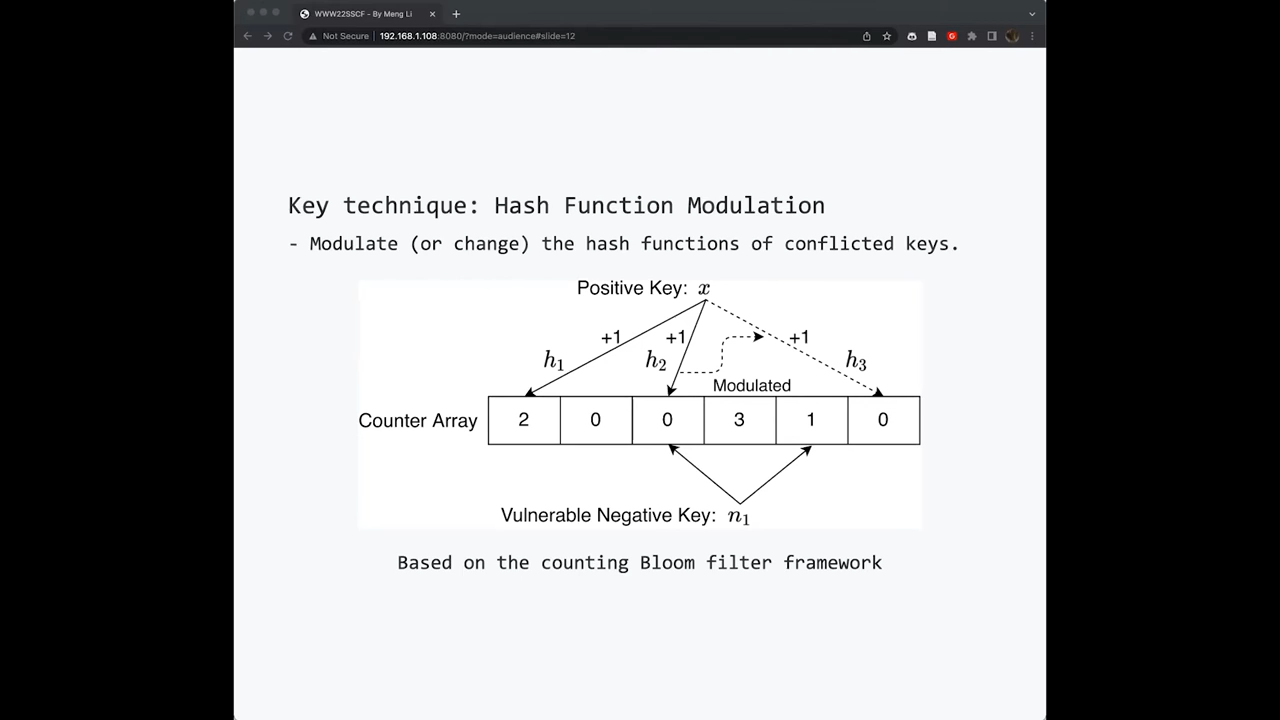 WWW22SSCF - By Meng Li
Not Secure 192.168.1.108:8080/?mode=audience#slide=12
Key technique: Hash Function Modulation
- Modulate (or change) the hash functions of conflicted keys.
Positive Key: x
+1 +1 +1
h1 h2 h3
Modulated
Counter Array 2 0 0 3 1 0
Vulnerable Negative Key: n1
Based on the counting Bloom filter framework